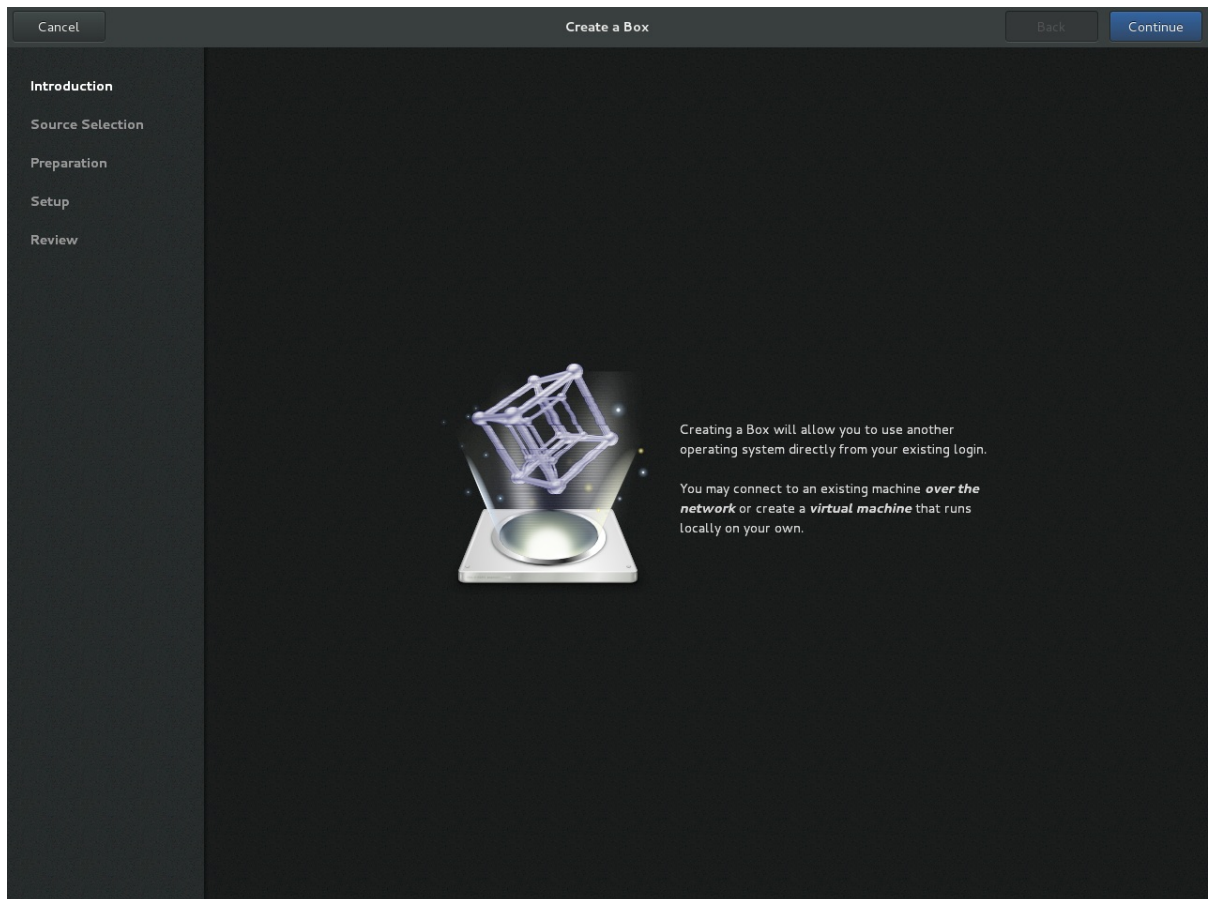 Cancel
Create a Box
Back
Continue
Introduction
Source Selection
Preparation
Setup
Review
Creating a Box will allow you to use another
operating system directly from your existing login.
You may connect to an existing machine over the
network or create a virtual machine that runs
locally on your own.